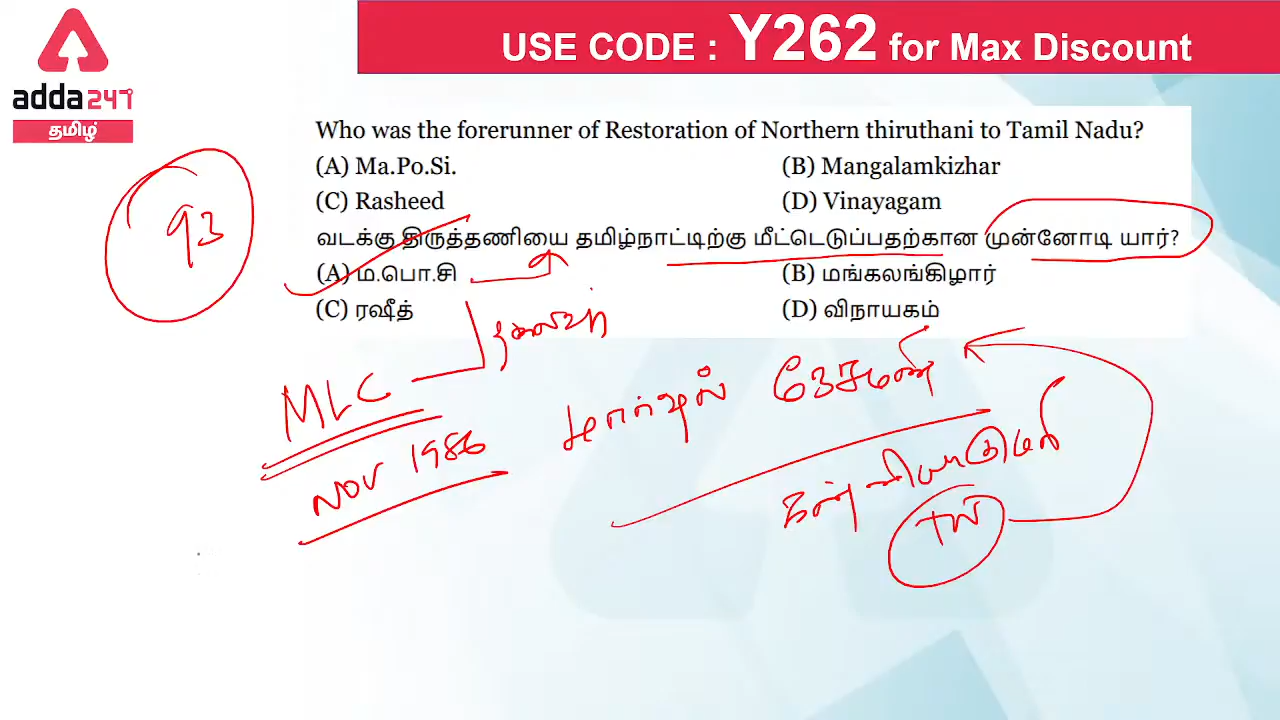 USE CODE : Y262 for Max Discount
adda247
தமிழ்
Who was the forerunner of Restoration of Northern thiruthani to Tamil Nadu?
(A) Ma.Po.Si.
(B) Mangalamkizhar
(C) Rasheed
(D) Vinayagam
வடக்கு திருத்தணியை தமிழ்நாட்டிற்கு மீட்டெடுப்பதற்கான முன்னோடி யார்?
(A) ம.பொ.சி
(B) மங்கலங்கிழார்
(C) ரஷீத்
(D) விநாயகம்
93
MLC
NOV 1986
மார்ஷல் நேசமணி
TN